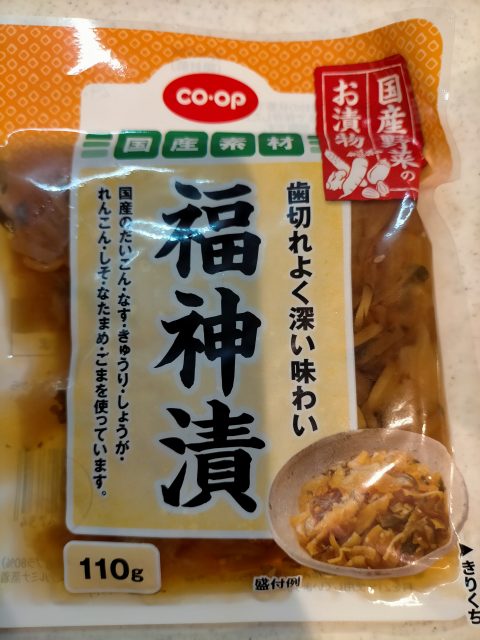 CO·OP
国産野菜の
お漬物
国産素材
歯切れよく深い味わい
福神漬
国産のだいこん・なす・きゅうり・しょうが・
れんこん・しそ・なたまめ・ごまを使っています。
110g
盛付例
きりくち